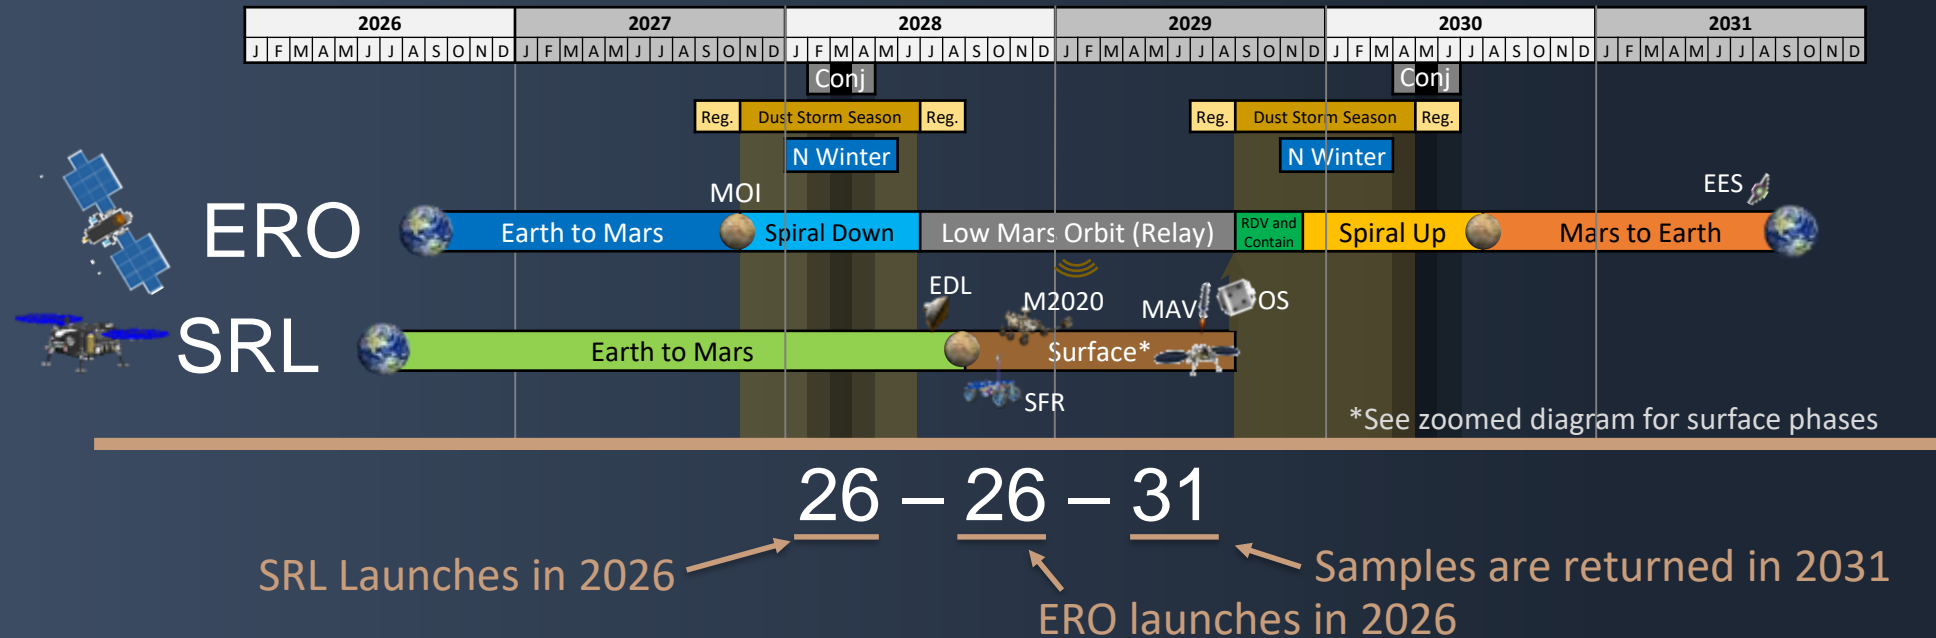 2026 2027 2028 2029 2030 2031
J F M A M J J A S O N D J F M A M J J A S O N D J F M A M J J A S O N D J F M A M J J A S O N D J F M A M J J A S O N D J F M A M J J A S O N D
Conj Conj
Reg. Dust Storm Season Reg. Reg. Dust Storm Season Reg.
N Winter N Winter
MOI EES
ERO Earth to Mars Spiral Down Low Mars Orbit (Relay) RDV and
Contain
Spiral Up Mars to Earth
EDL M2020 MAV OS
SRL Earth to Mars Surface*
SFR
*See zoomed diagram for surface phases
26 – 26 – 31
SRL Launches in 2026
ERO launches in 2026
Samples are returned in 2031